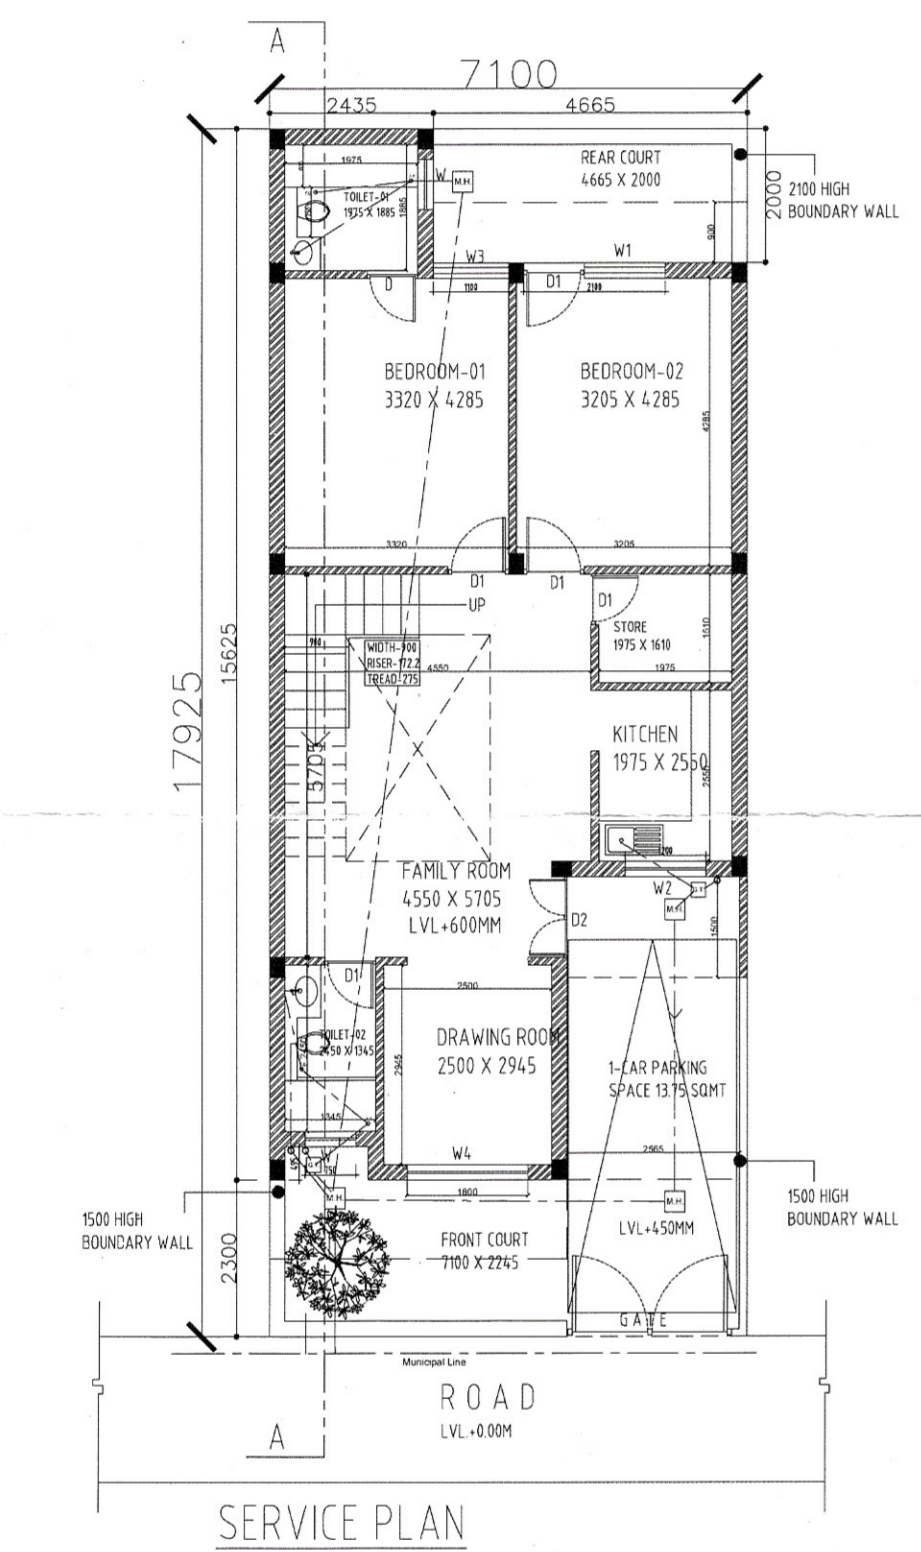 A
7100
2435
4665
REAR COURT
4665 X 2000
2000
2100 HIGH
BOUNDARY WALL
1975
W
M.H.
TOILET-01
1975 X 1885
1885
900
W3
W1
D
D1
1100
2100
BEDROOM-01
3320 X 4285
BEDROOM-02
3205 X 4285
4285
3320
3205
D1
D1
UP
D1
STORE
1975 X 1610
1610
15625
17925
WIDTH-900
RISER-172.2
TREAD-275
4550
1975
KITCHEN
1975 X 2550
2550
5705
1200
FAMILY ROOM
4550 X 5705
LVL+600MM
W2
M.H.
D2
1500
D1
2500
TOILET-02
2450 X 1345
DRAWING ROOM
2500 X 2945
2945
1-CAR PARKING
SPACE 13.75 SQMT
1345
2565
W4
750
1800
M.H.
M.H.
1500 HIGH
BOUNDARY WALL
1500 HIGH
BOUNDARY WALL
LVL+450MM
FRONT COURT
7100 X 2245
2300
GATE
Municipal Line
ROAD
LVL.+0.00M
A
SERVICE PLAN